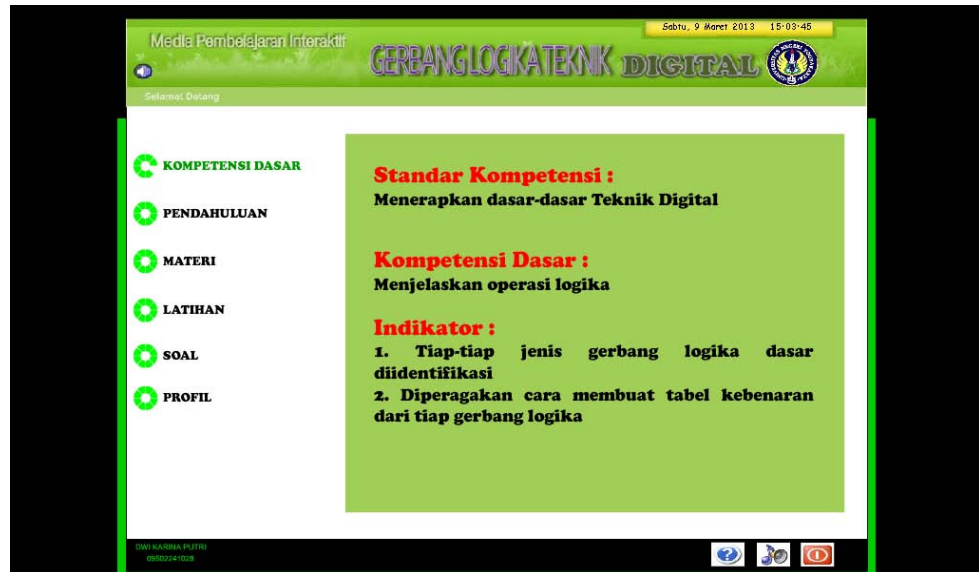 Sabtu, 9 Maret 2013 15:03:45
Media Pembelajaran Interaktif
GERBANG LOGIKA TEKNIK DIGITAL
Selamat Datang
KOMPETENSI DASAR
PENDAHULUAN
MATERI
LATIHAN
SOAL
PROFIL
Standar Kompetensi :
Menerapkan dasar-dasar Teknik Digital
Kompetensi Dasar :
Menjelaskan operasi logika
Indikator :
1. Tiap-tiap jenis gerbang logika dasar
diidentifikasi
2. Diperagakan cara membuat tabel kebenaran
dari tiap gerbang logika
DWI KARINA PUTRI
09502241028